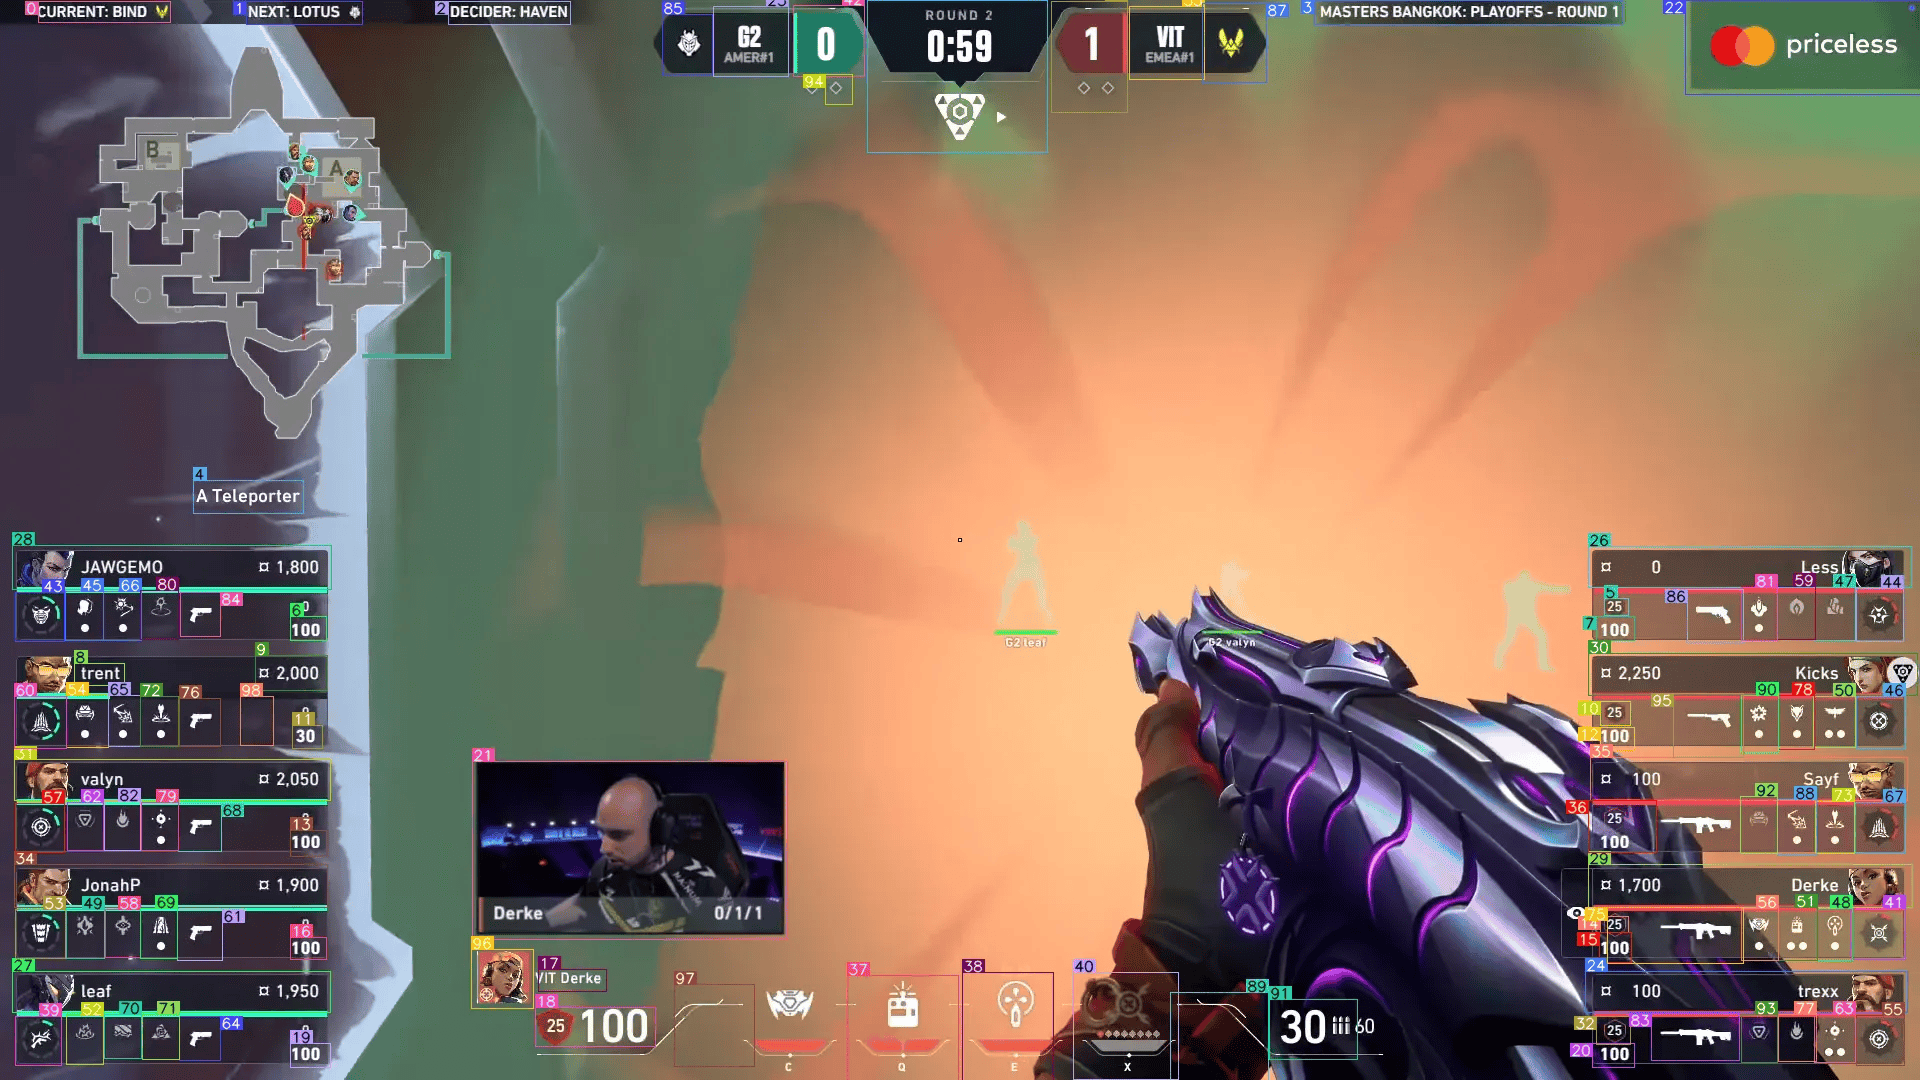 CURRENT: BIND
NEXT: LOTUS
DECIDER: HAVEN
G2
AMER#1
0
ROUND 2
0:59
1
VIT
EMEA#1
MASTERS BANGKOK: PLAYOFFS - ROUND 1
priceless
B
A
A Teleporter
JAWGEMO
¤ 1,800
100
trent
¤ 2,000
30
valyn
¤ 2,050
100
JonahP
¤ 1,900
100
leaf
¤ 1,950
100
G2 leaf
G2 valyn
¤ 0
Less
25
100
¤ 2,250
Kicks
25
100
¤ 100
Sayf
25
100
¤ 1,700
Derke
25
100
¤ 100
trexx
25
100
Derke
0/1/1
VIT Derke
25
100
C
Q
E
X
30
60